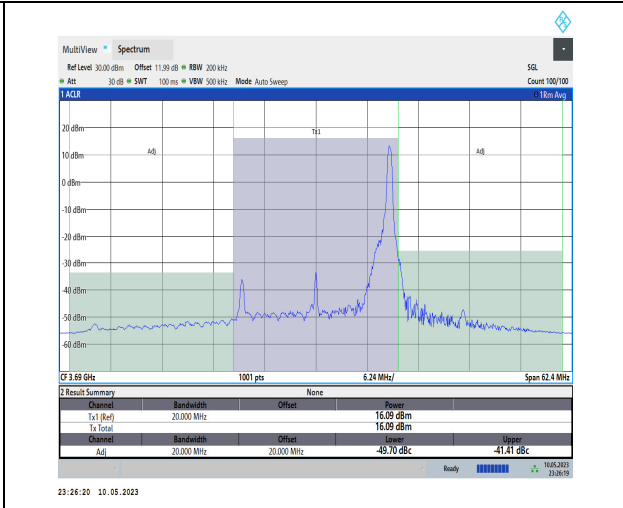 MultiView Spectrum
Ref Level 30.00 dBm Offset 11.99 dB RBW 200 kHz SGL
Att 30 dB SWT 100 ms VBW 500 kHz Mode Auto Sweep Count 100/100
1 ACLR 1Rm Avg
20 dBm
Tx1
10 dBm Adj Adj
0 dBm
-10 dBm
-20 dBm
-30 dBm
-40 dBm
-50 dBm
-60 dBm
CF 3.69 GHz 1001 pts 6.24 MHz/ Span 62.4 MHz
2 Result Summary None
Channel Bandwidth Offset Power
Tx1 (Ref) 20.000 MHz 16.09 dBm
Tx Total 16.09 dBm
Channel Bandwidth Offset Lower Upper
Adj 20.000 MHz 20.000 MHz -49.70 dBc -41.41 dBc
Ready 10.05.2023
23:26:19
23:26:20 10.05.2023